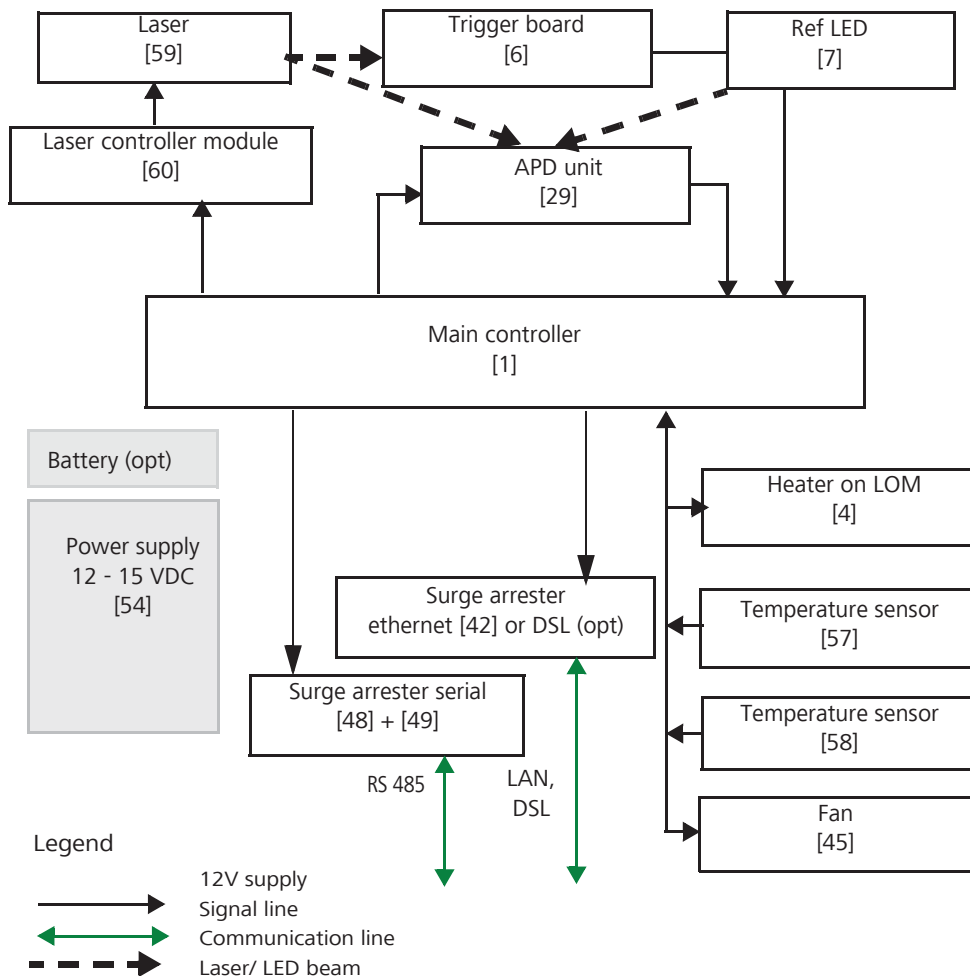 Laser
[59]
Trigger board
[6]
Ref LED
[7]
Laser controller module
[60]
APD unit
[29]
Main controller
[1]
Battery (opt)
Power supply
12 - 15 VDC
[54]
Heater on LOM
[4]
Surge arrester
ethernet [42] or DSL (opt)
Temperature sensor
[57]
Surge arrester serial
[48] + [49]
Temperature sensor
[58]
RS 485
LAN,
DSL
Fan
[45]
Legend
12V supply
Signal line
Communication line
Laser/ LED beam